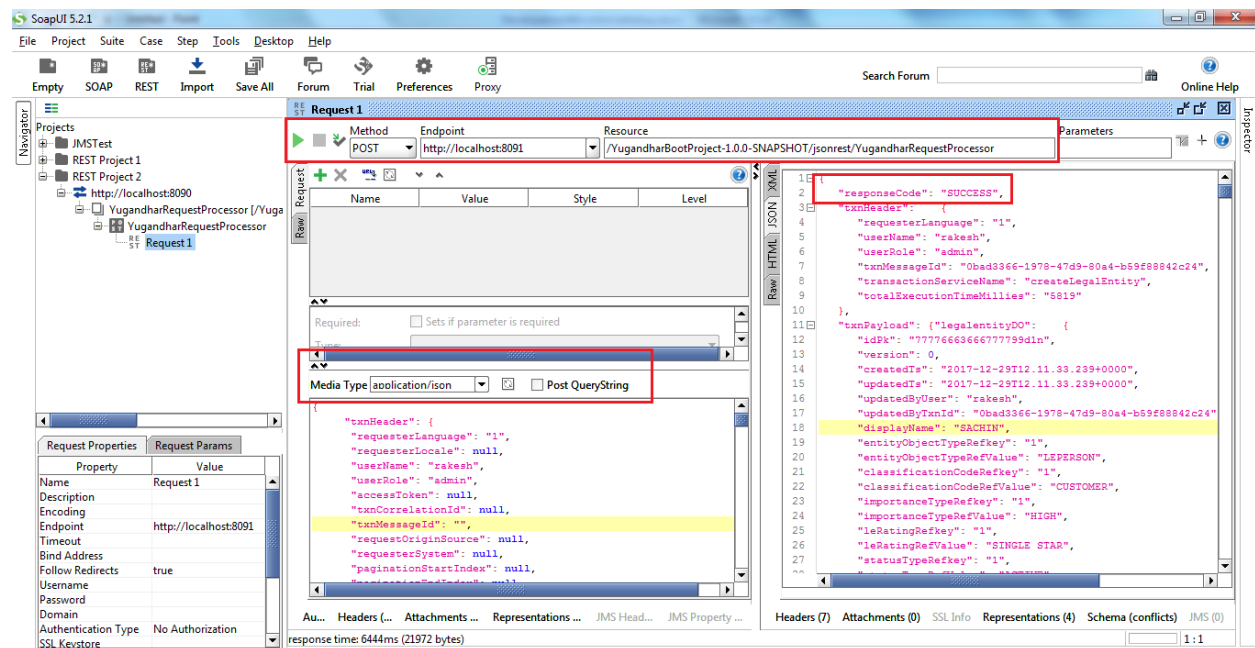 SoapUI 5.2.1
File Project Suite Case Step Tools Desktop Help
Empty SOAP REST Import Save All Forum Trial Preferences Proxy
Search Forum
Online Help
Navigator
Projects
JMSTest
REST Project 1
REST Project 2
http://localhost:8090
YugandharRequestProcessor [/Yuga
YugandharRequestProcessor
REST Request 1
Request Properties Request Params
Property Value
Name Request 1
Description
Encoding
Endpoint http://localhost:8091
Timeout
Bind Address
Follow Redirects true
Username
Password
Domain
Authentication Type No Authorization
SSL Keystore
REST Request 1
Method Endpoint Resource Parameters
POST http://localhost:8091 /YugandharBootProject-1.0.0-SNAPSHOT/jsonrest/YugandharRequestProcessor
Request
Raw
Name Value Style Level
Required: Sets if parameter is required
Type:
Media Type application/json Post QueryString
{
"txnHeader": {
"requesterLanguage": "1",
"requesterLocale": null,
"userName": "rakesh",
"userRole": "admin",
"accessToken": null,
"txnCorrelationId": null,
"txnMessageId": "",
"requestOriginSource": null,
"requesterSystem": null,
"paginationStartIndex": null,
"paginationEndIndex": null
Au... Headers (... Attachments ... Representations ... JMS Head... JMS Property ...
response time: 6444ms (21972 bytes)
XML
JSON
HTML
Raw
1 {
2 "responseCode": "SUCCESS",
3 "txnHeader": {
4 "requesterLanguage": "1",
5 "userName": "rakesh",
6 "userRole": "admin",
7 "txnMessageId": "0bad3366-1978-47d9-80a4-b59f88842c24",
8 "transactionServiceName": "createLegalEntity",
9 "totalExecutionTimeMillies": "5819"
10 },
11 "txnPayload": {"legalentityDO": {
12 "idPk": "77776663666777799dln",
13 "version": 0,
14 "createdTs": "2017-12-29T12.11.33.239+0000",
15 "updatedTs": "2017-12-29T12.11.33.239+0000",
16 "updatedByUser": "rakesh",
17 "updatedByTxnId": "0bad3366-1978-47d9-80a4-b59f88842c24"
18 "displayName": "SACHIN",
19 "entityObjectTypeRefkey": "1",
20 "entityObjectTypeRefValue": "LEPERSON",
21 "classificationCodeRefkey": "1",
22 "classificationCodeRefValue": "CUSTOMER",
23 "importanceTypeRefkey": "1",
24 "importanceTypeRefValue": "HIGH",
25 "leRatingRefkey": "1",
26 "leRatingRefValue": "SINGLE STAR",
27 "statusTypeRefkey": "1",
Headers (7) Attachments (0) SSL Info Representations (4) Schema (conflicts) JMS (0)
1 : 1
Inspector